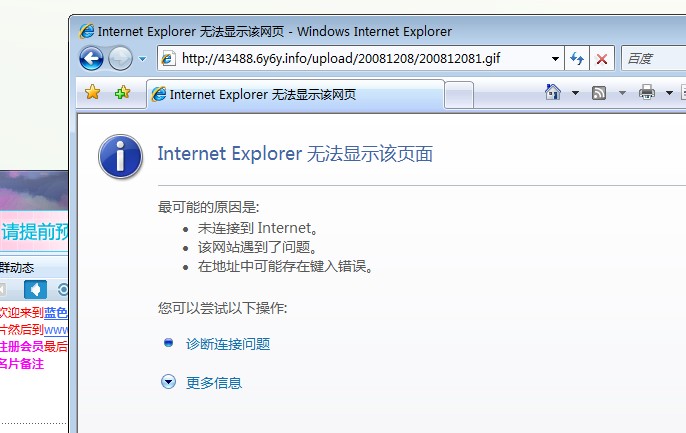 Internet Explorer 无法显示该网页 - Windows Internet Explorer
http://43488.6y6y.info/upload/20081208/200812081.gif
百度
Internet Explorer 无法显示该网页
Internet Explorer 无法显示该页面
最可能的原因是:
未连接到 Internet。
该网站遇到了问题。
在地址中可能存在键入错误。
您可以尝试以下操作:
诊断连接问题
更多信息
请提前预
群动态
欢迎来到蓝色
片然后到www
注册会员最后
名片备注